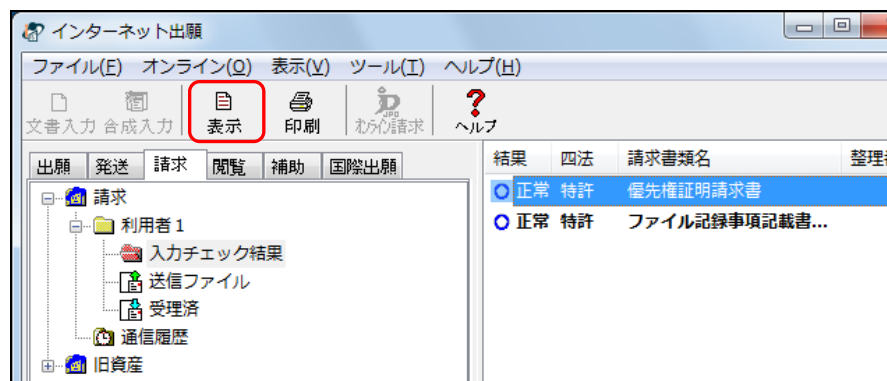 インターネット出願
ファイル(F) オンライン(O) 表示(V) ツール(T) ヘルプ(H)
文書入力 合成入力 表示 印刷 オンライン請求 ヘルプ
出願 発送 請求 閲覧 補助 国際出願
請求
利用者1
入力チェック結果
送信ファイル
受理済
通信履歴
旧資産
結果 四法 請求書類名
正常 特許 優先権証明請求書
正常 特許 ファイル記録事項記載書...